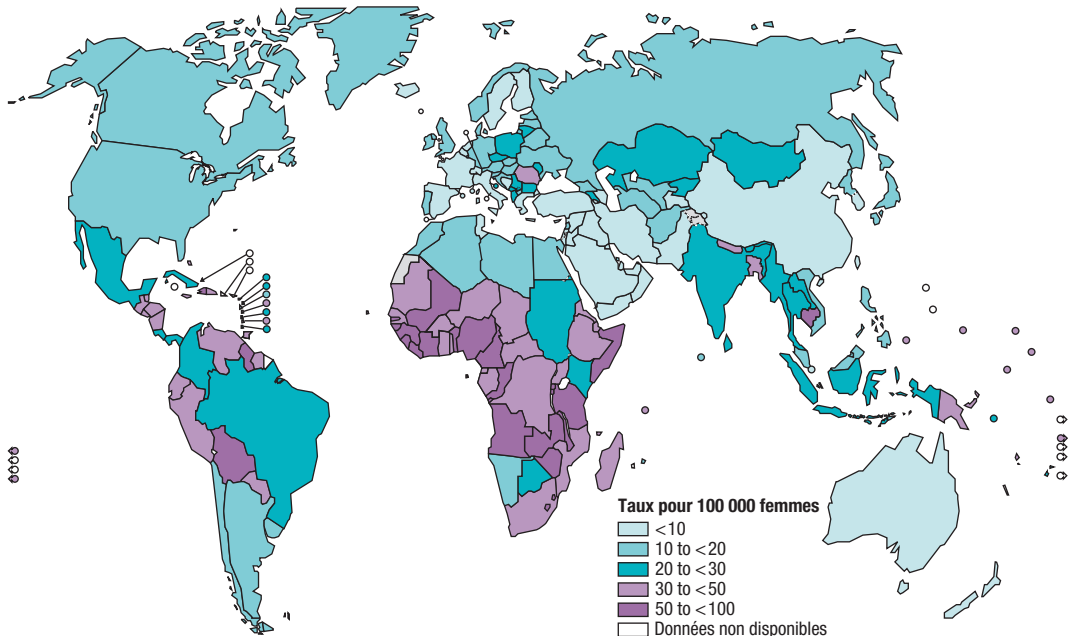 Taux pour 100 000 femmes
<10
10 to <20
20 to <30
30 to <50
50 to <100
Données non disponibles